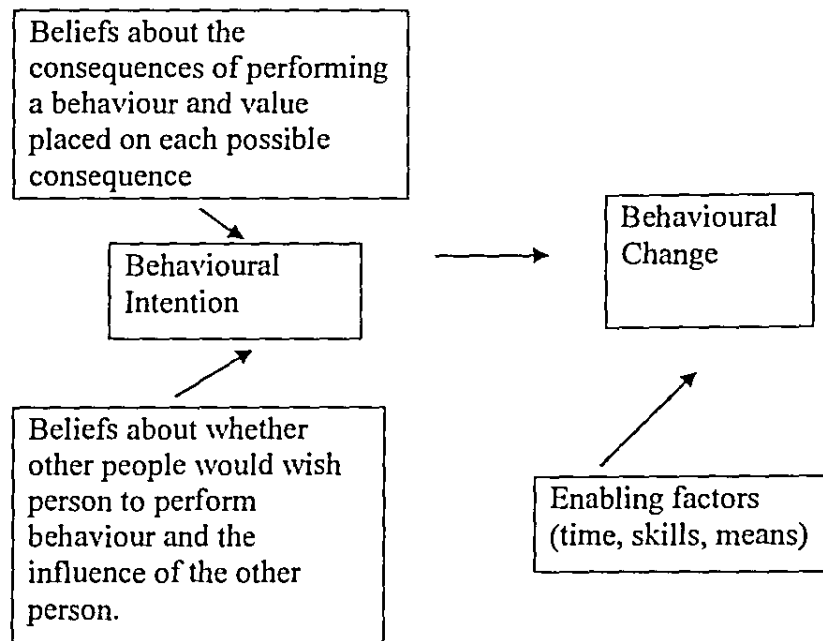 Beliefs about the
consequences of performing
a behaviour and value
placed on each possible
consequence
Behavioural
Intention
Behavioural
Change
Beliefs about whether
other people would wish
person to perform
behaviour and the
influence of the other
person.
Enabling factors
(time, skills, means)